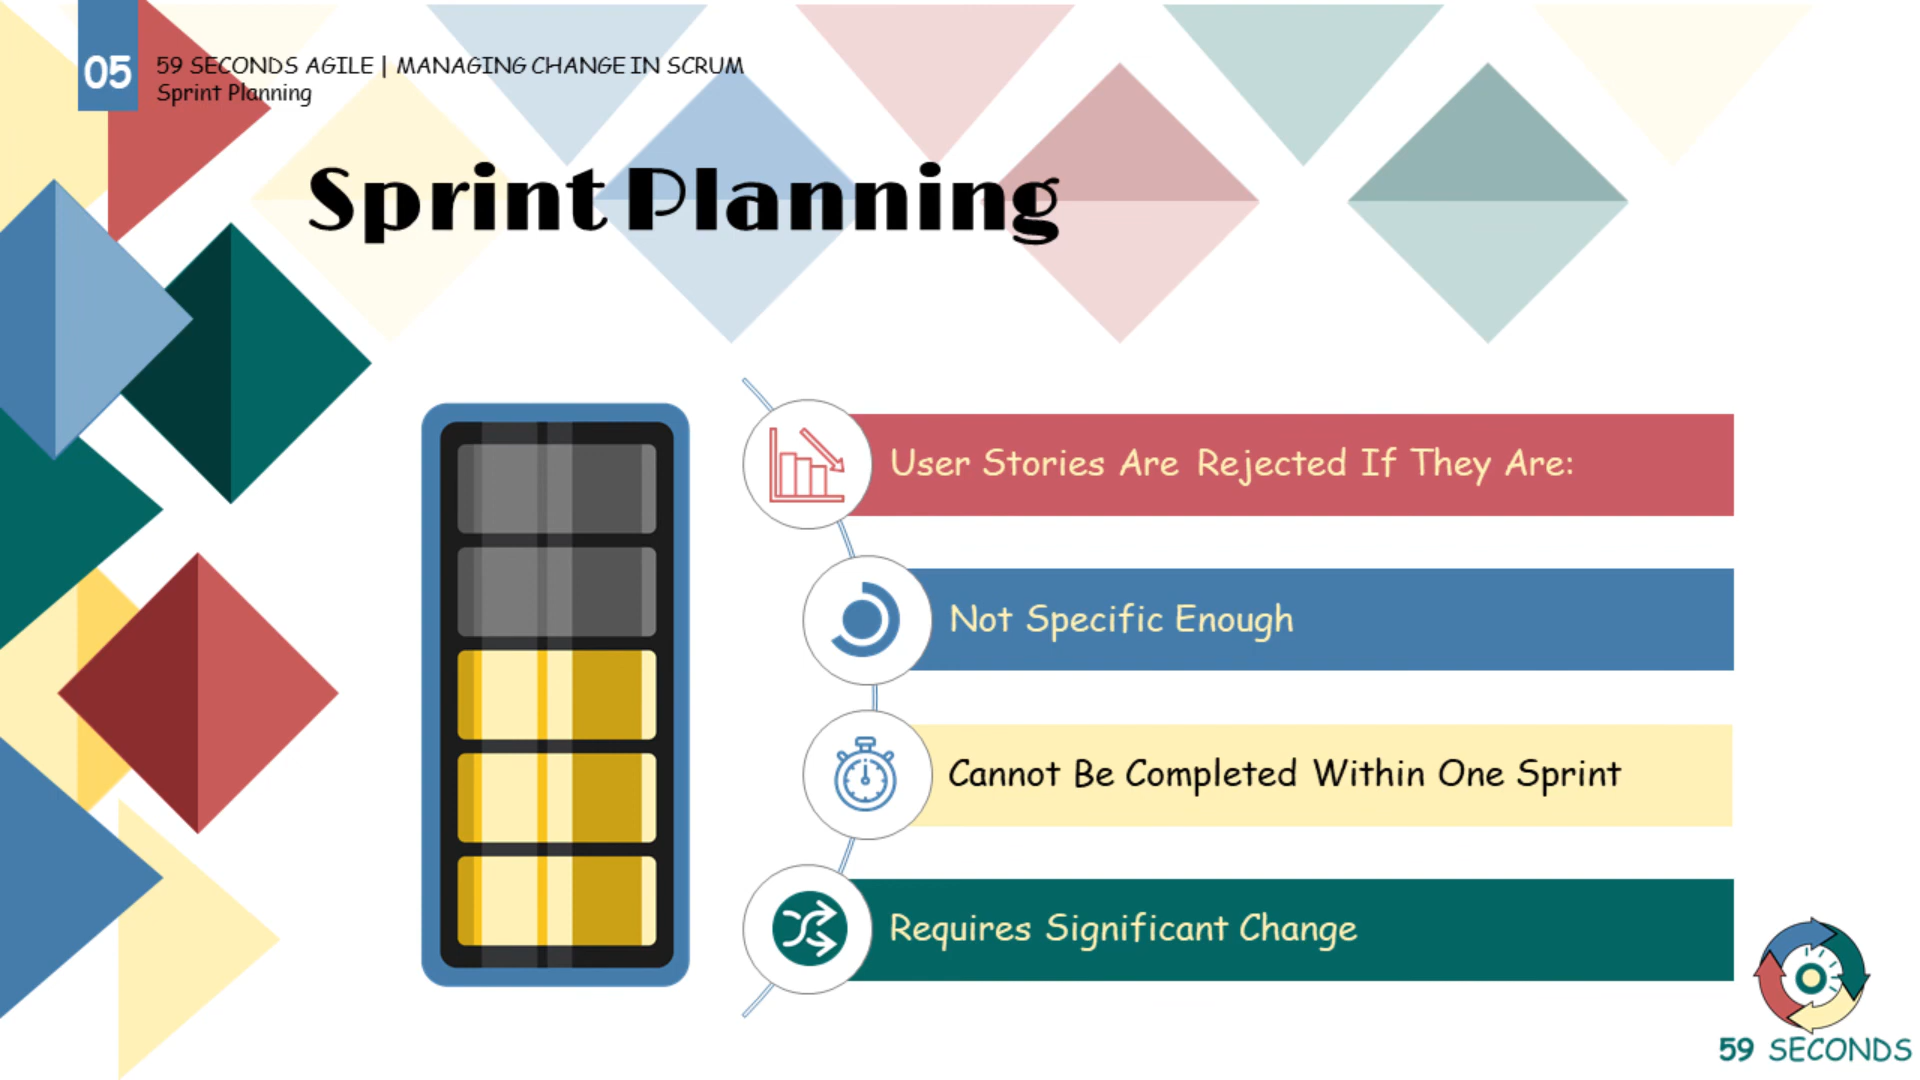 05
59 SECONDS AGILE | MANAGING CHANGE IN SCRUM
Sprint Planning
Sprint Planning
User Stories Are Rejected If They Are:
Not Specific Enough
Cannot Be Completed Within One Sprint
Requires Significant Change
59 SECONDS